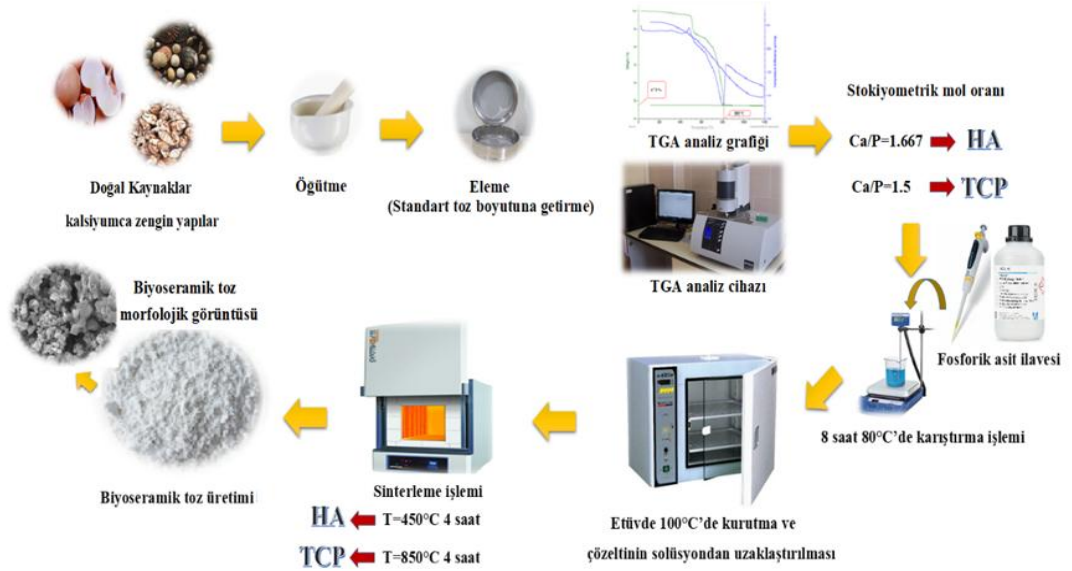 Doğal Kaynaklar
kalsiyumca zengin yapılar
Öğütme
Eleme
(Standart toz boyutuna getirme)
TGA analiz grafiği
TGA analiz cihazı
Stokiyometrik mol oranı
Ca/P=1.667
HA
Ca/P=1.5
TCP
Fosforik asit ilavesi
8 saat 80°C’de karıştırma işlemi
Etüvde 100°C’de kurutma ve
çözeltinin solüsyondan uzaklaştırılması
Sinterleme işlemi
HA
T=450°C 4 saat
TCP
T=850°C 4 saat
Biyoseramik toz üretimi
Biyoseramik toz
morfolojik görüntüsü